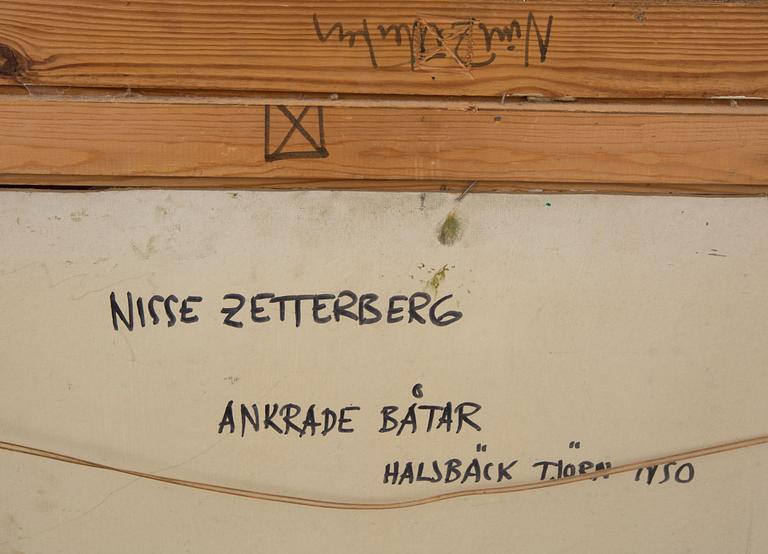 NISSE ZETTERBERG
ANKRADE BÅTAR
HALSBÄCK TJÖRN 1950